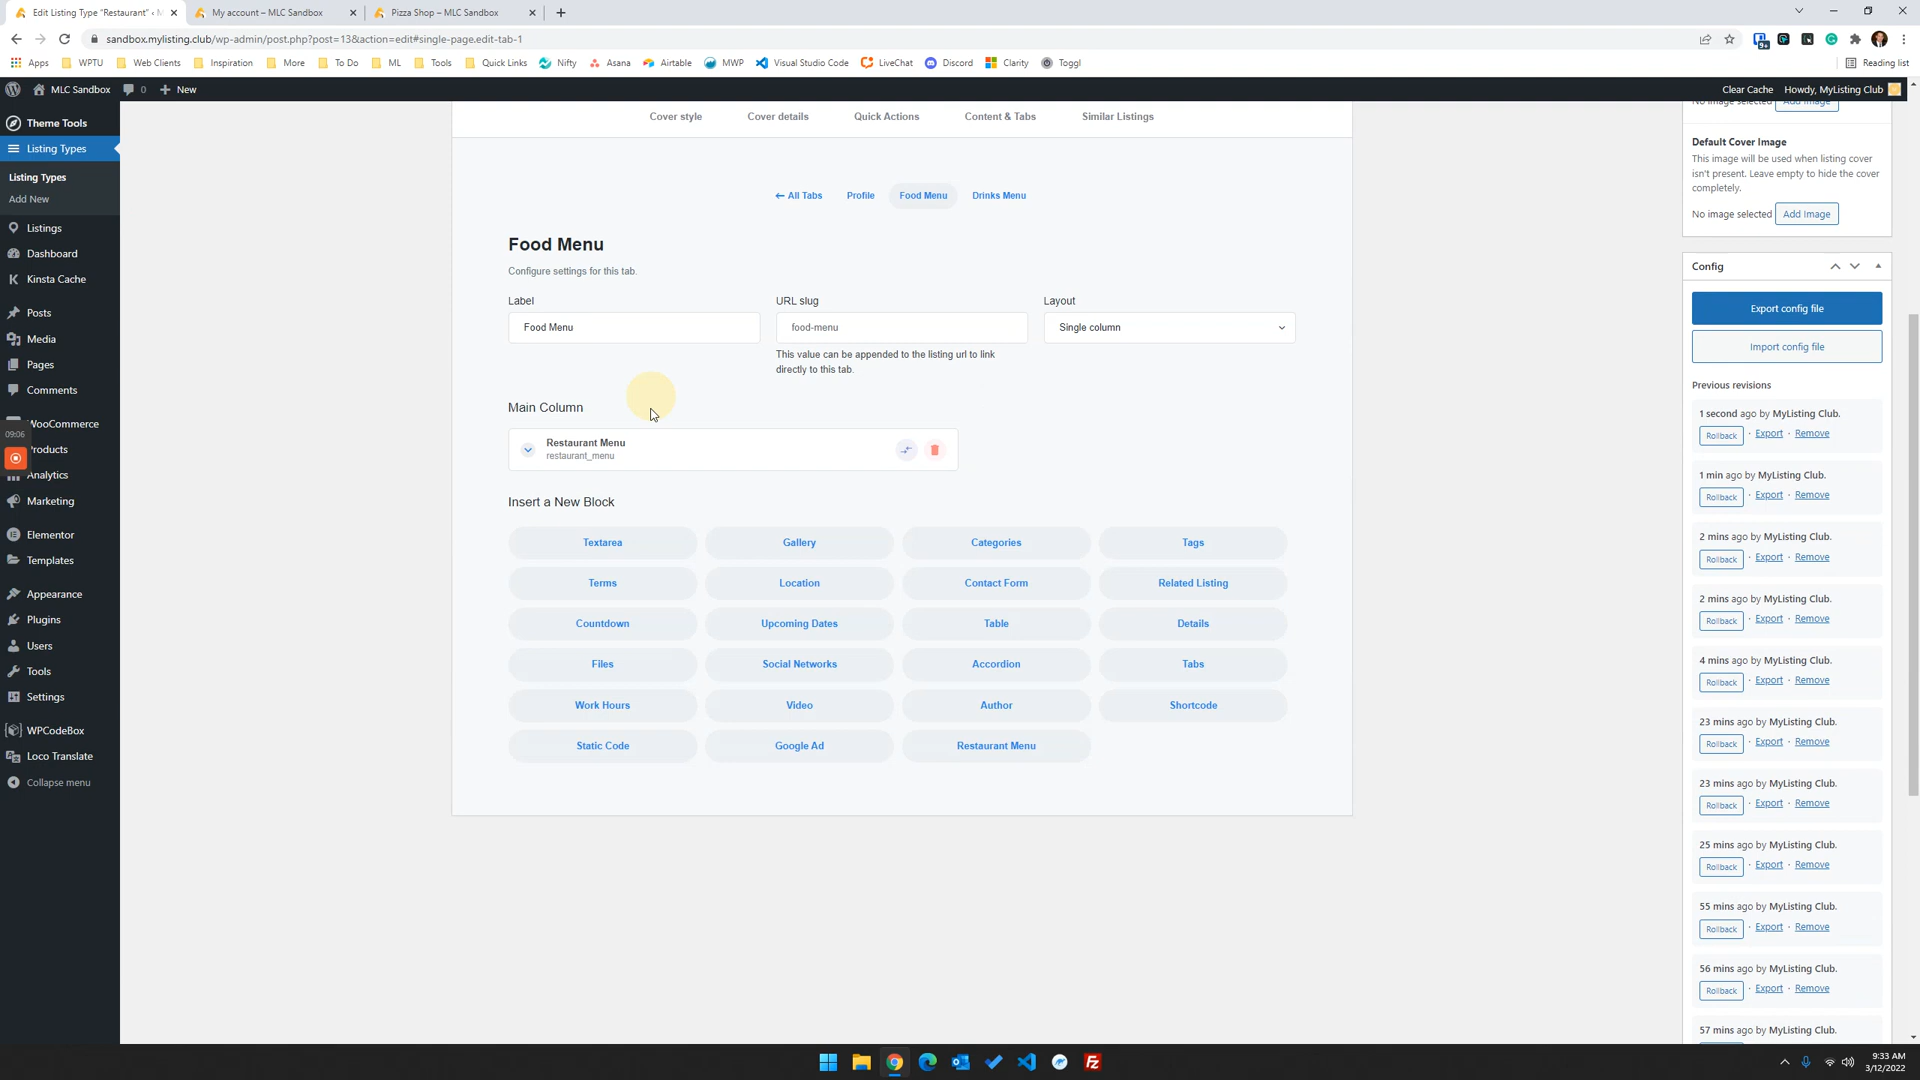 Edit Listing Type "Restaurant" ‹ M
My account – MLC Sandbox
Pizza Shop – MLC Sandbox
sandbox.mylisting.club/wp-admin/post.php?post=13&action=edit#single-page.edit-tab-1
Apps
WPTU
Web Clients
Inspiration
More
To Do
ML
Tools
Quick Links
Nifty
Asana
Airtable
MWP
Visual Studio Code
LiveChat
Discord
Clarity
Toggl
Reading list
MLC Sandbox
0
New
Clear Cache
Howdy, MyListing Club
Theme Tools
Listing Types
Listing Types
Add New
Listings
Dashboard
Kinsta Cache
Posts
Media
Pages
Comments
WooCommerce
09:06
Products
Analytics
Marketing
Elementor
Templates
Appearance
Plugins
Users
Tools
Settings
WPCodeBox
Loco Translate
Collapse menu
Cover style
Cover details
Quick Actions
Content & Tabs
Similar Listings
← All Tabs
Profile
Food Menu
Drinks Menu
Food Menu
Configure settings for this tab.
Label
URL slug
Layout
Food Menu
food-menu
Single column
This value can be appended to the listing url to link
directly to this tab.
Main Column
Restaurant Menu
restaurant_menu
Insert a New Block
Textarea
Gallery
Categories
Tags
Terms
Location
Contact Form
Related Listing
Countdown
Upcoming Dates
Table
Details
Files
Social Networks
Accordion
Tabs
Work Hours
Video
Author
Shortcode
Static Code
Google Ad
Restaurant Menu
No image selected
Add Image
Default Cover Image
This image will be used when listing cover
isn't present. Leave empty to hide the cover
completely.
No image selected
Add Image
Config
Export config file
Import config file
Previous revisions
1 second ago by MyListing Club.
Rollback · Export · Remove
1 min ago by MyListing Club.
Rollback · Export · Remove
2 mins ago by MyListing Club.
Rollback · Export · Remove
2 mins ago by MyListing Club.
Rollback · Export · Remove
4 mins ago by MyListing Club.
Rollback · Export · Remove
23 mins ago by MyListing Club.
Rollback · Export · Remove
23 mins ago by MyListing Club.
Rollback · Export · Remove
25 mins ago by MyListing Club.
Rollback · Export · Remove
55 mins ago by MyListing Club.
Rollback · Export · Remove
56 mins ago by MyListing Club.
Rollback · Export · Remove
57 mins ago by MyListing Club.
9:33 AM
3/12/2022